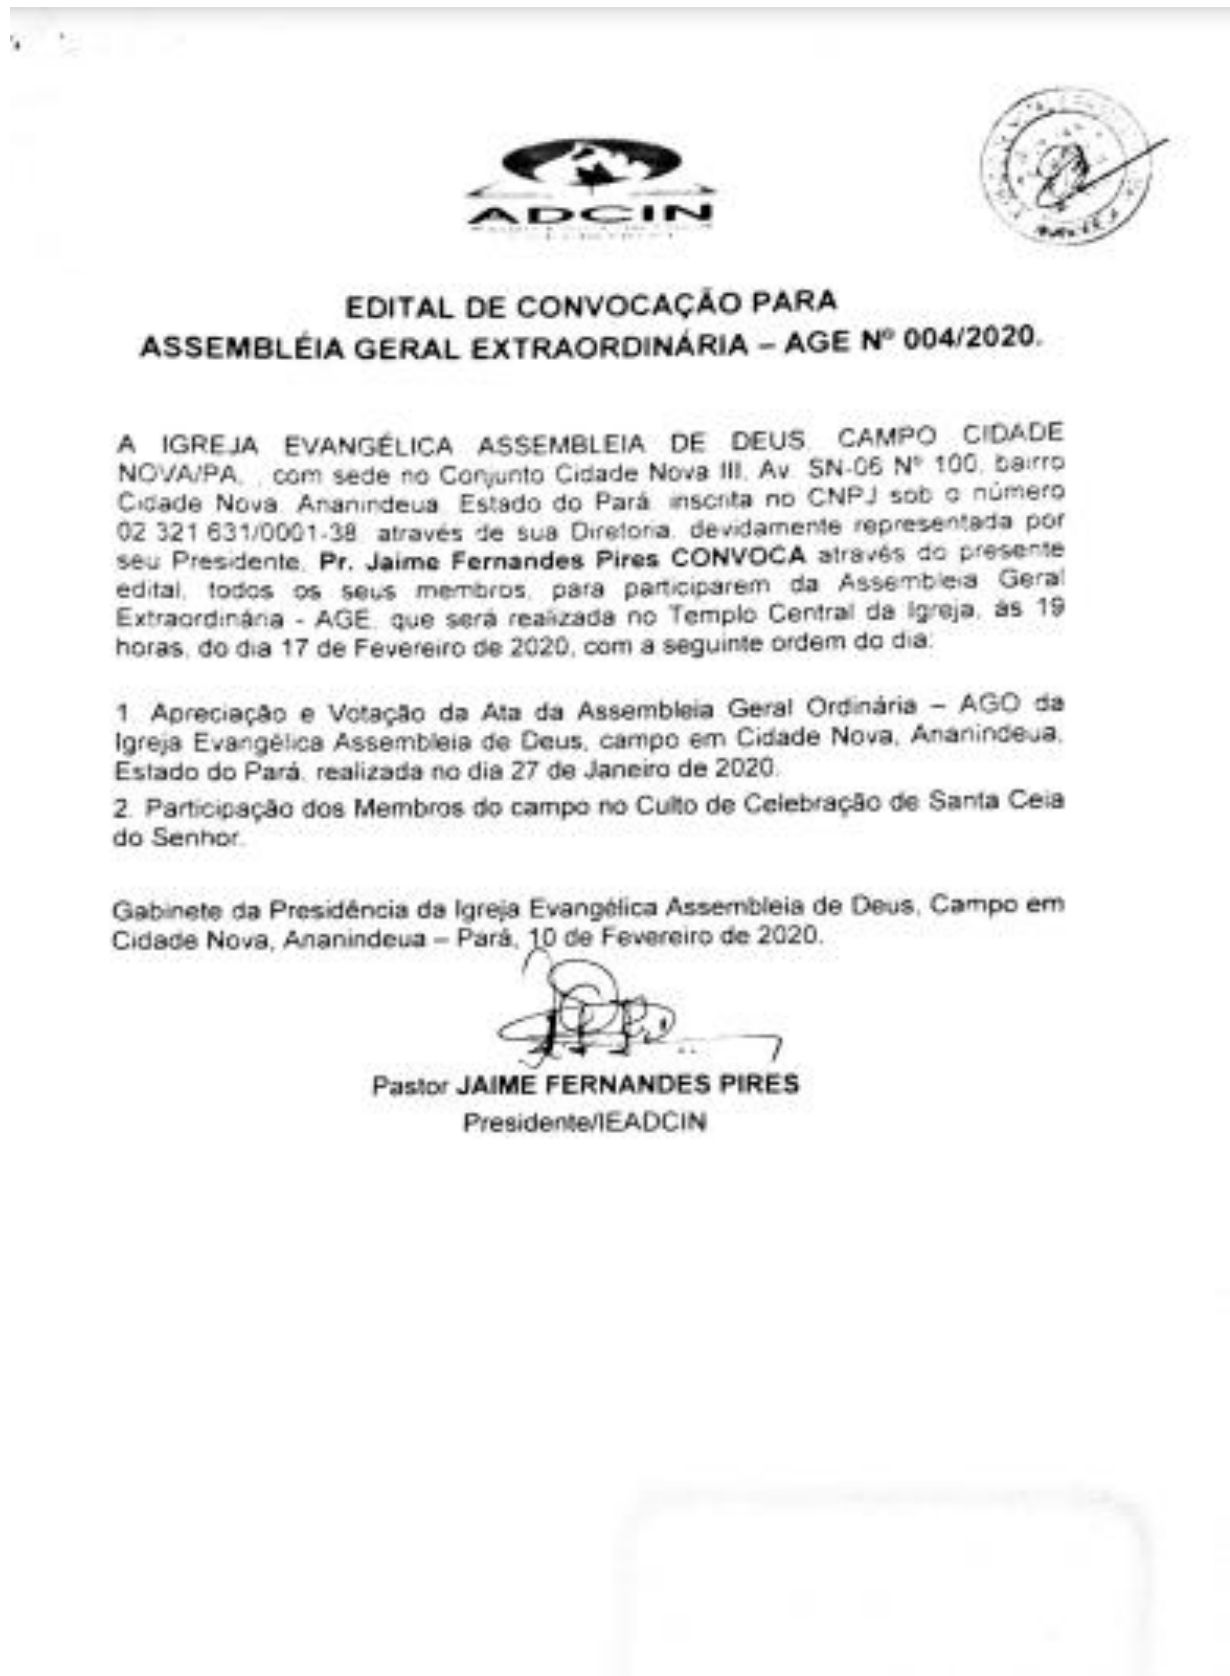 ADCIN
EDITAL DE CONVOCAÇÃO PARA
ASSEMBLÉIA GERAL EXTRAORDINÁRIA – AGE Nº 004/2020.
A IGREJA EVANGÉLICA ASSEMBLEIA DE DEUS CAMPO CIDADE
NOVA/PA, , com sede no Conjunto Cidade Nova III, Av. SN-06 Nº 100, bairro
Cidade Nova, Ananindeua, Estado do Pará, inscrita no CNPJ sob o número
02.321.631/0001-38, através de sua Diretoria, devidamente representada por
seu Presidente, Pr. Jaime Fernandes Pires CONVOCA através do presente
edital, todos os seus membros, para participarem da Assembleia Geral
Extraordinária - AGE, que será realizada no Templo Central da Igreja, às 19
horas, do dia 17 de Fevereiro de 2020, com a seguinte ordem do dia:
1. Apreciação e Votação da Ata da Assembleia Geral Ordinária – AGO da
Igreja Evangélica Assembleia de Deus, campo em Cidade Nova, Ananindeua,
Estado do Pará, realizada no dia 27 de Janeiro de 2020.
2. Participação dos Membros do campo no Culto de Celebração de Santa Ceia
do Senhor.
Gabinete da Presidência da Igreja Evangélica Assembleia de Deus, Campo em
Cidade Nova, Ananindeua – Pará, 10 de Fevereiro de 2020.
Pastor JAIME FERNANDES PIRES
Presidente/IEADCIN